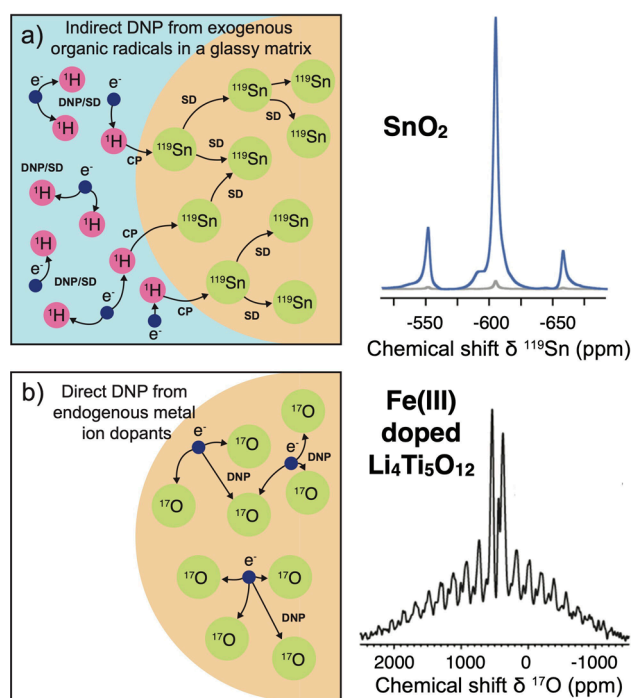 a) Indirect DNP from exogenous
organic radicals in a glassy matrix
e-
1H
DNP/SD
e-
1H
1H
CP
119Sn
SD
119Sn
119Sn
SD
SD
119Sn
119Sn
DNP/SD
e-
1H
1H
SD
CP
119Sn
1H
e-
DNP/SD
1H
1H
e-
1H
e-
CP
119Sn
SD
119Sn
SD
119Sn
SnO2
-550
-600
-650
Chemical shift δ 119Sn (ppm)
b) Direct DNP from
endogenous metal
ion dopants
17O
e-
17O
e-
DNP
DNP
17O
17O
17O
17O
e-
17O
DNP
17O
17O
Fe(III)
doped
Li4Ti5O12
2000
1000
0
-1000
Chemical shift δ 17O (ppm)